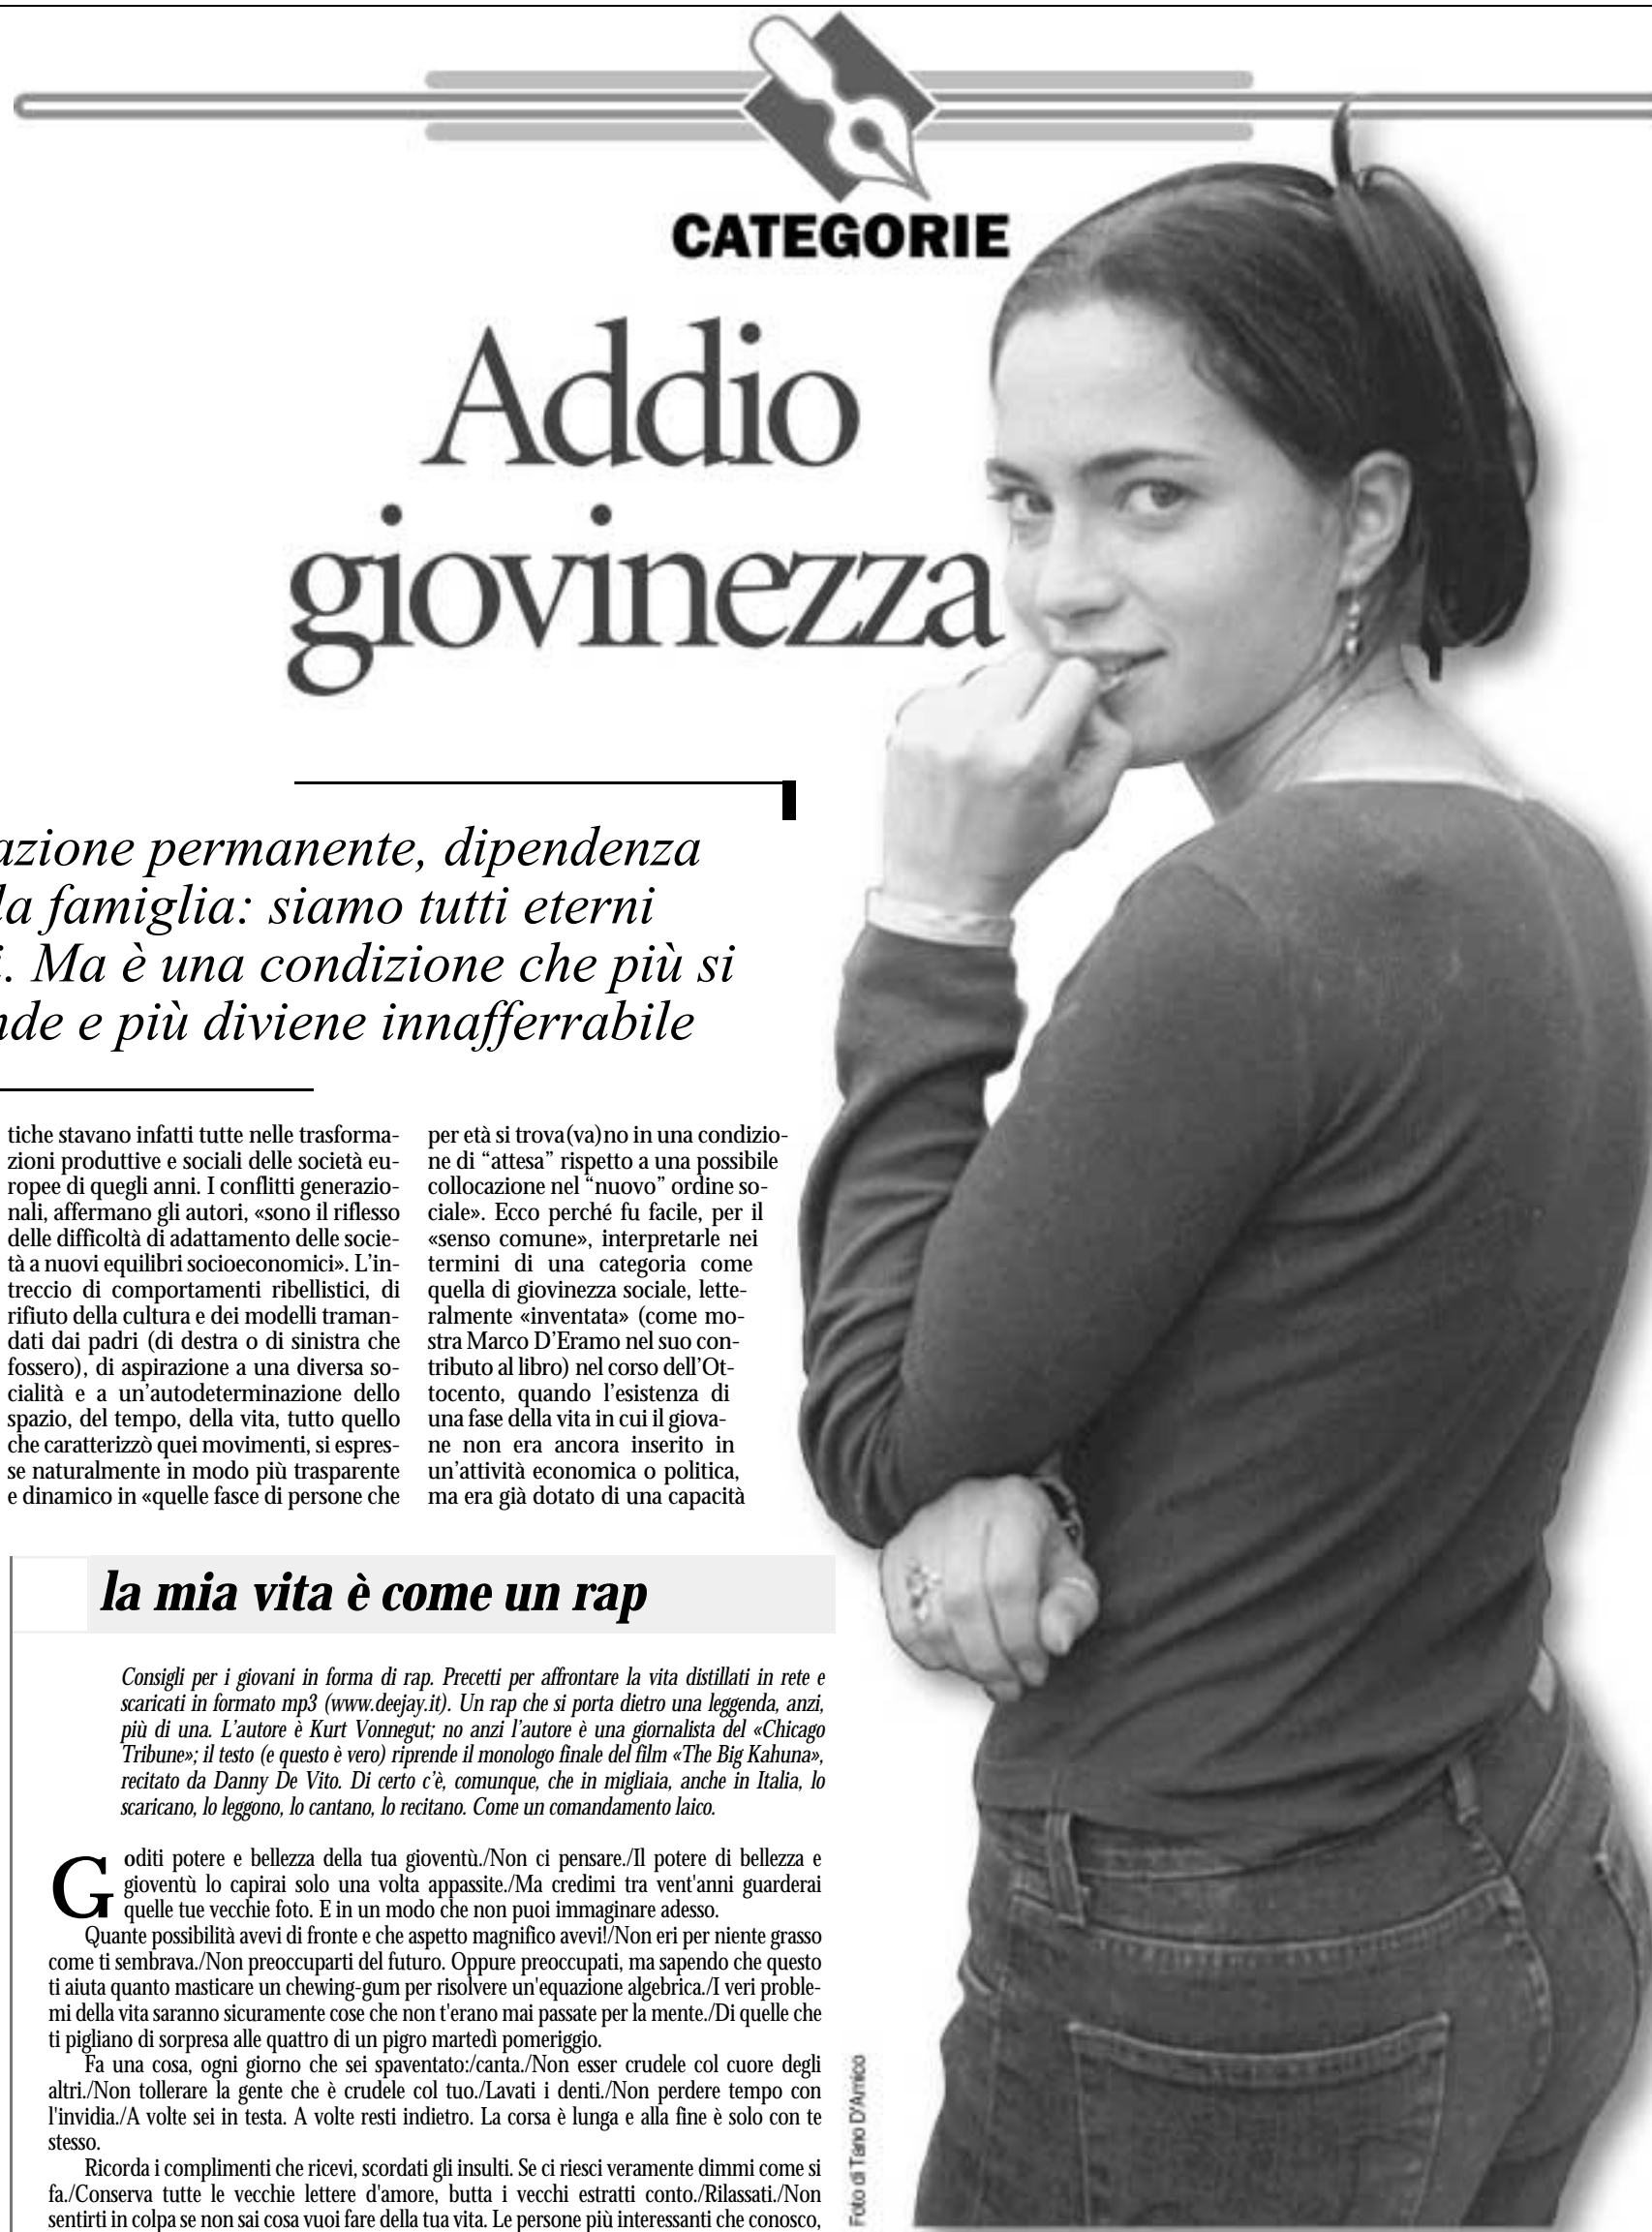 CATEGORIE
Addio
giovinezza
permanente, dipendenza
famiglia: siamo tutti eterni
Ma è una condizione che più si
e più diviene innafferrabile
tiche stavano infatti tutte nelle trasforma-
zioni produttive e sociali delle società eu-
ropee di quegli anni. I conflitti generazio-
nali, affermano gli autori, «sono il riflesso
delle difficoltà di adattamento delle socie-
tà a nuovi equilibri socioeconomici». L'in-
treccio di comportamenti ribellistici, di
rifiuto della cultura e dei modelli traman-
dati dai padri (di destra o di sinistra che
fossero), di aspirazione a una diversa so-
cialità e a un'autodeterminazione dello
spazio, del tempo, della vita, tutto quello
che caratterizzò quei movimenti, si espres-
se naturalmente in modo più trasparente
e dinamico in «quelle fasce di persone che
per età si trova(va)no in una condizio-
ne di “attesa” rispetto a una possibile
collocazione nel “nuovo” ordine so-
ciale». Ecco perché fu facile, per il
«senso comune», interpretarle nei
termini di una categoria come
quella di giovinezza sociale, lette-
ralmente «inventata» (come mo-
stra Marco D'Eramo nel suo con-
tributo al libro) nel corso dell'Ot-
tocento, quando l'esistenza di
una fase della vita in cui il giova-
ne non era ancora inserito in
un'attività economica o politica,
ma era già dotato di una capacità
la mia vita è come un rap
Consigli per i giovani in forma di rap. Precetti per affrontare la vita distillati in rete e
scaricati in formato mp3 (www.deejay.it). Un rap che si porta dietro una leggenda, anzi,
più di una. L'autore è Kurt Vonnegut; no anzi l'autore è una giornalista del «Chicago
Tribune»; il testo (e questo è vero) riprende il monologo finale del film «The Big Kahuna»,
recitato da Danny De Vito. Di certo c'è, comunque, che in migliaia, anche in Italia, lo
scaricano, lo leggono, lo cantano, lo recitano. Come un comandamento laico.
Goditi potere e bellezza della tua gioventù./Non ci pensare./Il potere di bellezza e
gioventù lo capirai solo una volta appassite./Ma credimi tra vent'anni guarderai
quelle tue vecchie foto. E in un modo che non puoi immaginare adesso.
Quante possibilità avevi di fronte e che aspetto magnifico avevi!/Non eri per niente grasso
come ti sembrava./Non preoccuparti del futuro. Oppure preoccupati, ma sapendo che questo
ti aiuta quanto masticare un chewing-gum per risolvere un'equazione algebrica./I veri proble-
mi della vita saranno sicuramente cose che non t'erano mai passate per la mente./Di quelle che
ti pigliano di sorpresa alle quattro di un pigro martedì pomeriggio.
Fa una cosa, ogni giorno che sei spaventato:/canta./Non esser crudele col cuore degli
altri./Non tollerare la gente che è crudele col tuo./Lavati i denti./Non perdere tempo con
l'invidia./A volte sei in testa. A volte resti indietro. La corsa è lunga e alla fine è solo con te
stesso.
Ricorda i complimenti che ricevi, scordati gli insulti. Se ci riesci veramente dimmi come si
fa./Conserva tutte le vecchie lettere d'amore, butta i vecchi estratti conto./Rilassati./Non
sentirti in colpa se non sai cosa vuoi fare della tua vita. Le persone più interessanti che conosco,
Foto di Tano D'Amico